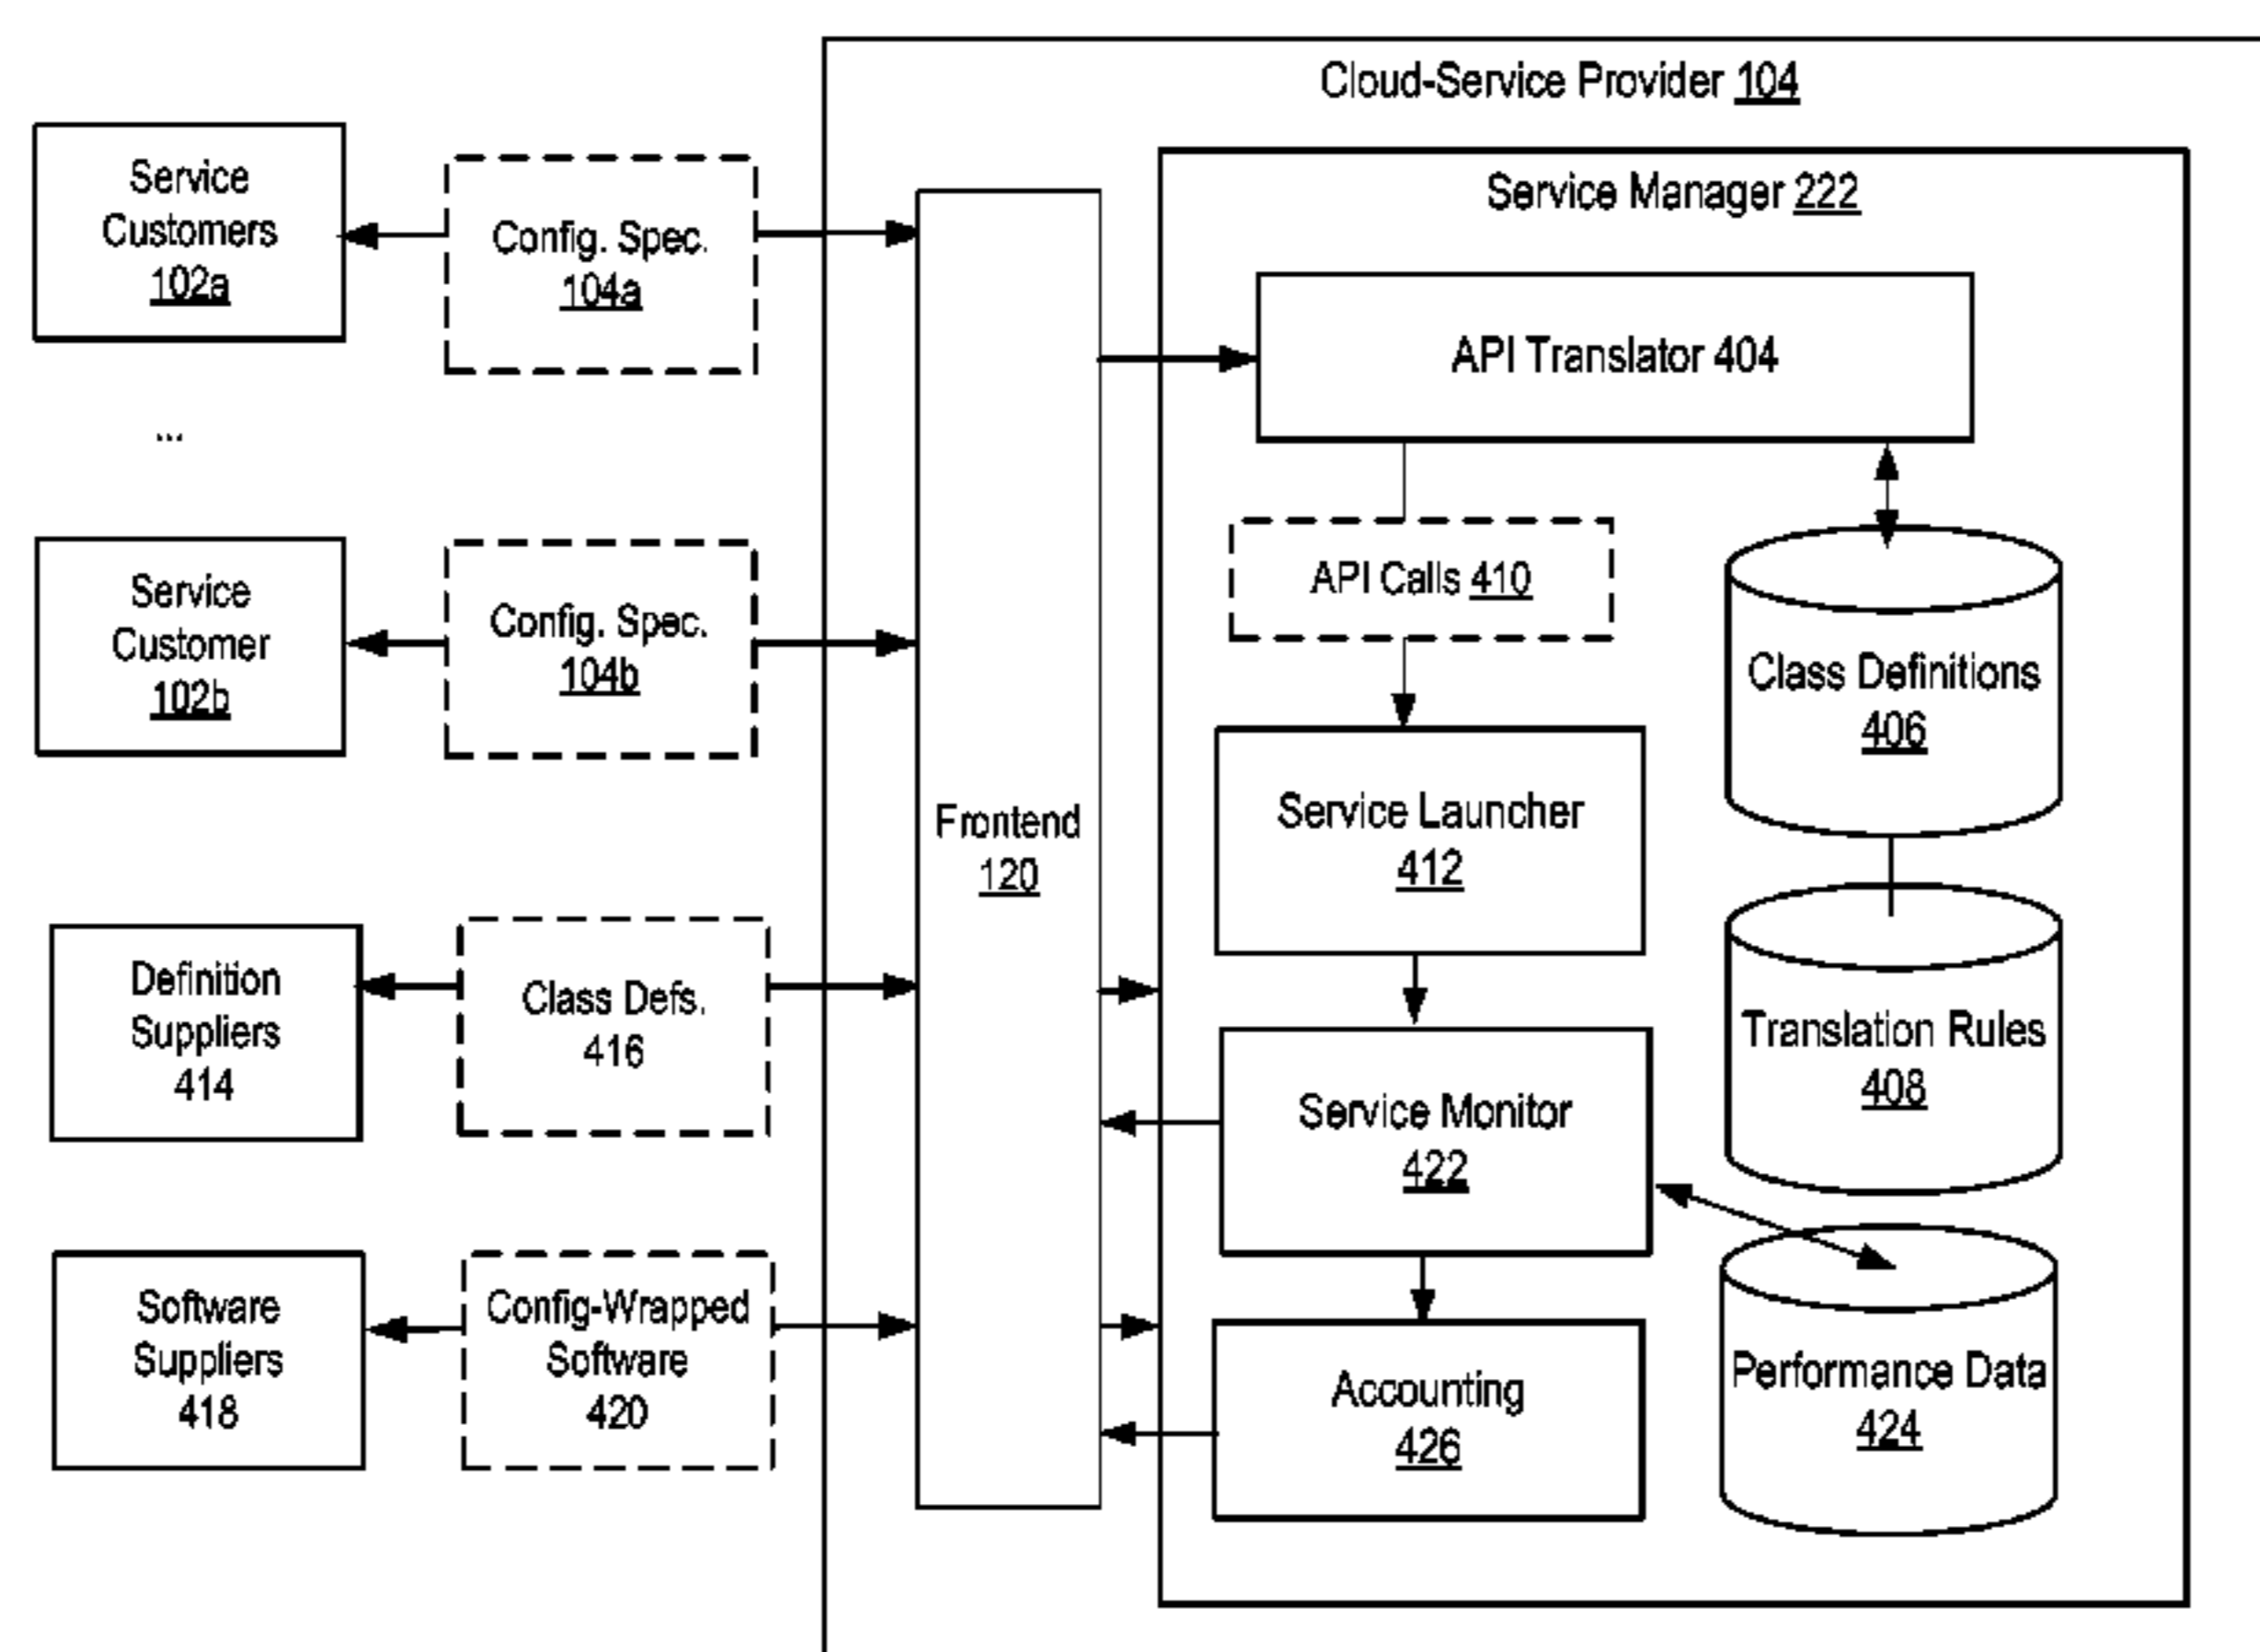 Cloud-Service Provider 104
Service Manager 222
Service
Customers
102a
Config. Spec.
104a
API Translator 404
...
Service
Customer
102b
Config. Spec.
104b
API Calls 410
Class Definitions
406
Frontend
120
Service Launcher
412
Definition
Suppliers
414
Class Defs.
416
Translation Rules
408
Service Monitor
422
Software
Suppliers
418
Config-Wrapped
Software
420
Accounting
426
Performance Data
424